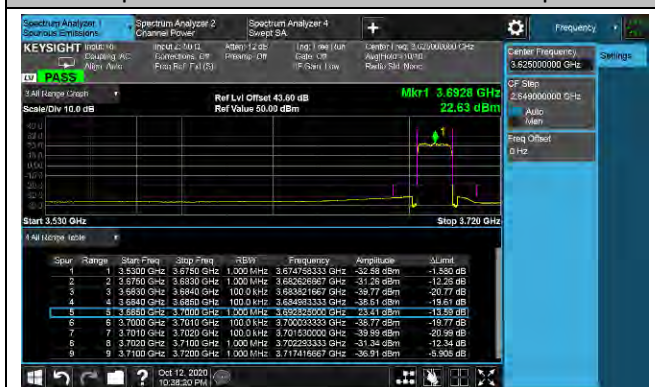 Spectrum Analyzer 1
Spurious Emissions
Spectrum Analyzer 2
Channel Power
Spectrum Analyzer 4
Swept SA
Frequency
KEYSIGHT Input: RF
Coupling: AC
Align: Auto
Input Z: 50 Ω
Corrections: Off
Freq Ref: Ext (S)
Atten: 12 dB
Preamp: Off
Trig: Free Run
Gate: Off
IF Gain: Low
Center Freq: 3.625000000 GHz
Avg|Hold: 10/10
Radio Std: None
LV PASS
3 All Range Graph
Scale/Div 10.0 dB
Ref Lvl Offset 43.60 dB
Ref Value 50.00 dBm
Mkr1 3.6928 GHz
22.63 dBm
1
Start 3.530 GHz
Stop 3.720 GHz
4 All Range Table
Spur Range Start Freq Stop Freq RBW Frequency Amplitude ΔLimit
1 1 3.5300 GHz 3.6750 GHz 1.000 MHz 3.674758333 GHz -32.58 dBm -1.580 dB
2 2 3.6750 GHz 3.6830 GHz 1.000 MHz 3.682626667 GHz -31.26 dBm -12.26 dB
3 3 3.6830 GHz 3.6840 GHz 100.0 kHz 3.683821667 GHz -39.77 dBm -20.77 dB
4 4 3.6840 GHz 3.6850 GHz 100.0 kHz 3.684983333 GHz -38.61 dBm -19.61 dB
5 5 3.6850 GHz 3.7000 GHz 1.000 MHz 3.692825000 GHz 23.41 dBm -13.59 dB
6 6 3.7000 GHz 3.7010 GHz 100.0 kHz 3.700033333 GHz -38.77 dBm -19.77 dB
7 7 3.7010 GHz 3.7020 GHz 100.0 kHz 3.701530000 GHz -39.99 dBm -20.99 dB
8 8 3.7020 GHz 3.7100 GHz 1.000 MHz 3.702293333 GHz -31.34 dBm -12.34 dB
9 9 3.7100 GHz 3.7200 GHz 1.000 MHz 3.717416667 GHz -36.91 dBm -5.905 dB
Center Frequency
3.625000000 GHz
Settings
CF Step
2.649000000 GHz
Auto
Man
Freq Offset
0 Hz
Oct 12, 2020
10:38:20 PM